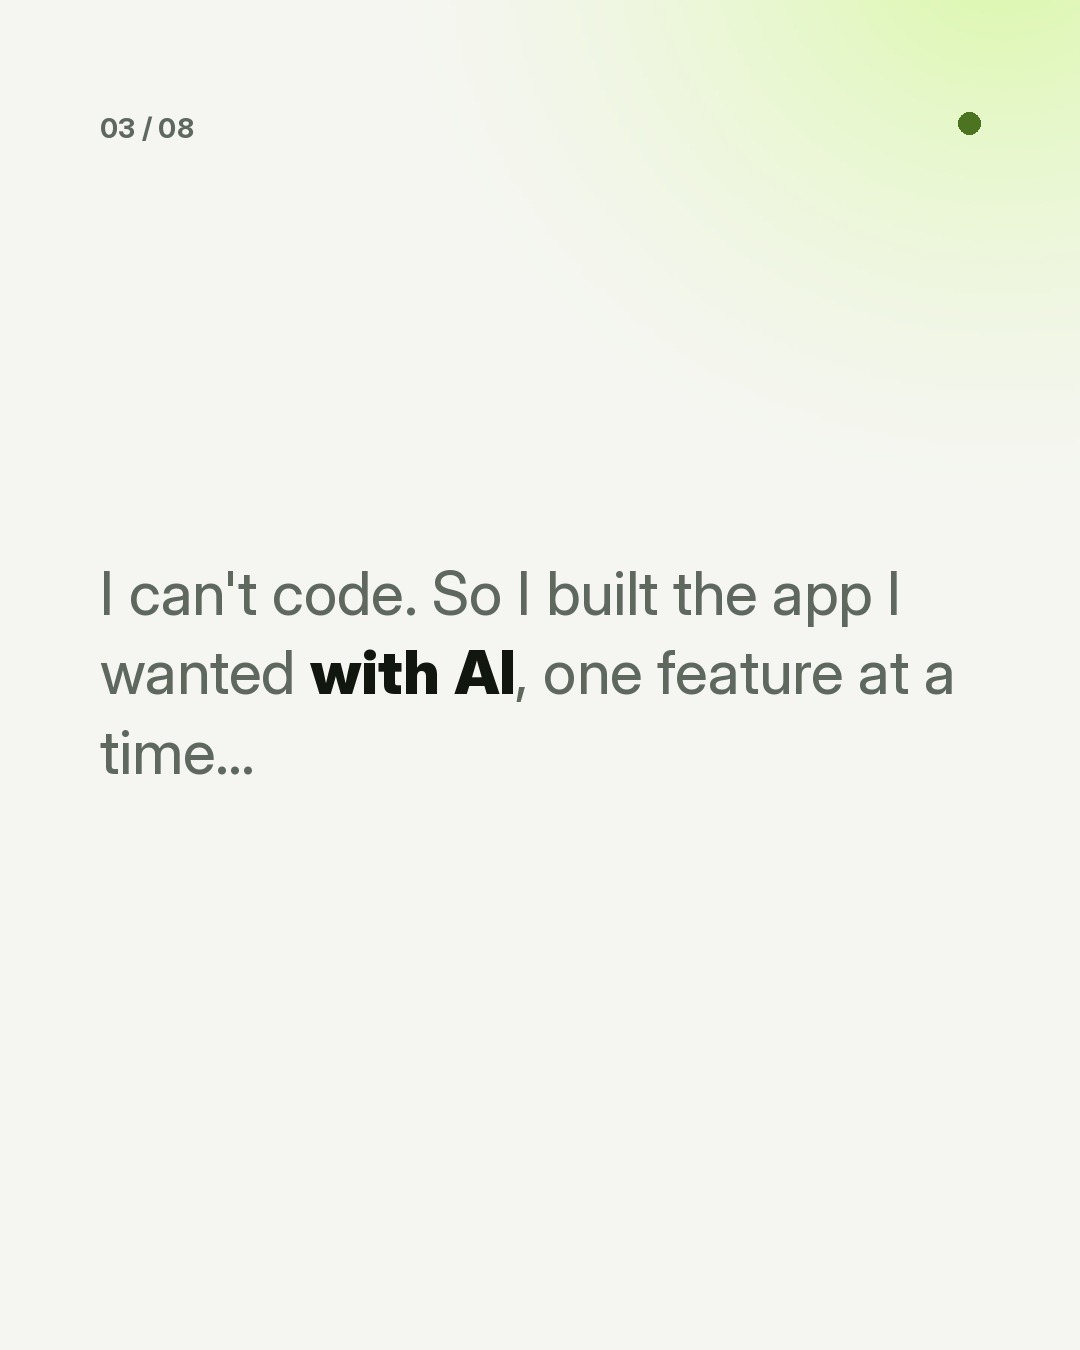 03 / 08
I can't code. So I built the app I
wanted with AI, one feature at a
time...